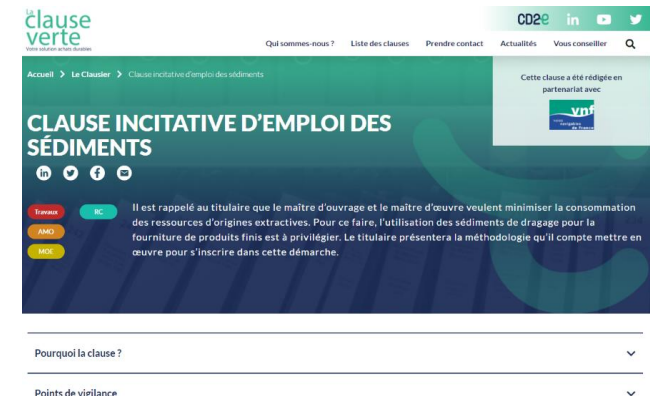 La
clause
verte
Votre solution achats durables
CD2e
Qui sommes-nous ?
Liste des clauses
Prendre contact
Actualités
Vous conseiller
Accueil > Le Clausier > Clause incitative d'emploi des sédiments
Cette clause a été rédigée en
partenariat avec
vnf
voies
navigables
de france
CLAUSE INCITATIVE D'EMPLOI DES
SÉDIMENTS
Travaux
RC
AMO
MOE
Il est rappelé au titulaire que le maître d'ouvrage et le maître d'œuvre veulent minimiser la consommation
des ressources d'origines extractives. Pour ce faire, l'utilisation des sédiments de dragage pour la
fourniture de produits finis est à privilégier. Le titulaire présentera la méthodologie qu'il compte mettre en
œuvre pour s'inscrire dans cette démarche.
Pourquoi la clause ?
Points de vigilance